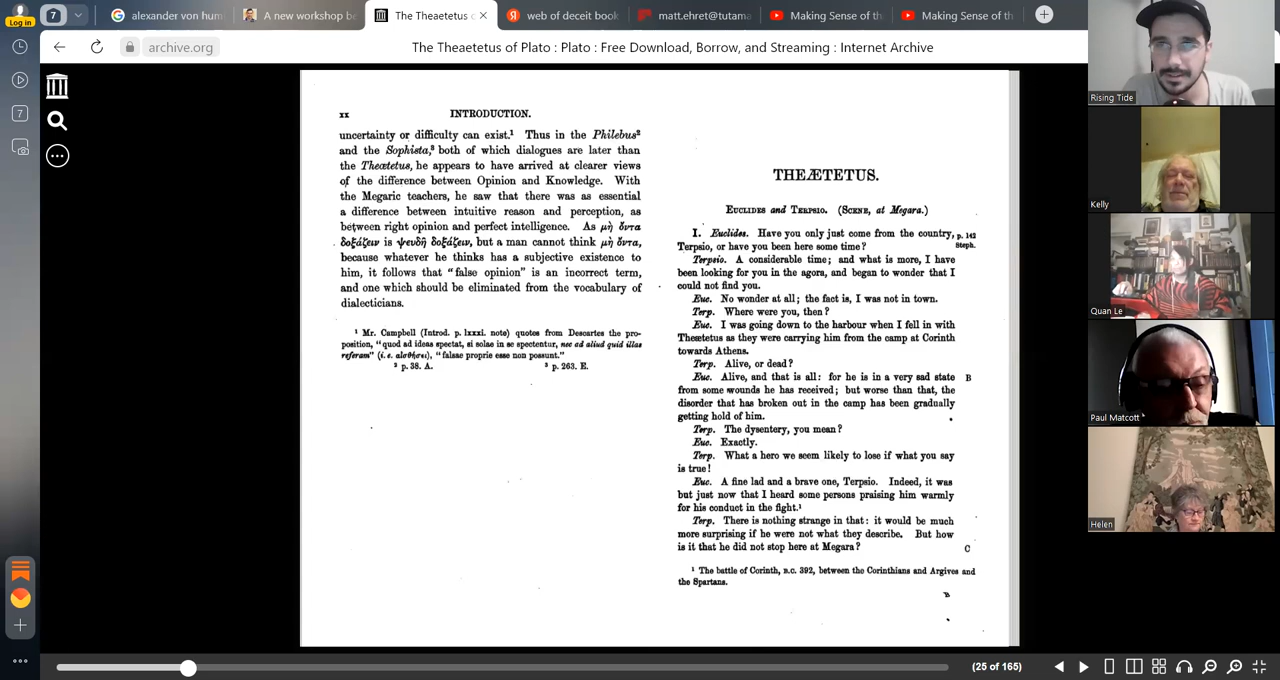 7
alexander von hum
A new workshop be
The Theaetetus o
web of deceit book
matt.ehret@tutama
Making Sense of th
Making Sense of th
Log in
archive.org
The Theaetetus of Plato : Plato : Free Download, Borrow, and Streaming : Internet Archive
7
xx INTRODUCTION.
uncertainty or difficulty can exist.¹ Thus in the Philebus²
and the Sophista,³ both of which dialogues are later than
the Theætetus, he appears to have arrived at clearer views
of the difference between Opinion and Knowledge. With
the Megaric teachers, he saw that there was as essential
a difference between intuitive reason and perception, as
between right opinion and perfect intelligence. As μὴ ὄντα
δοξάζειν is ψευδῆ δοξάζειν, but a man cannot think μὴ ὄντα,
because whatever he thinks has a subjective existence to
him, it follows that "false opinion" is an incorrect term,
and one which should be eliminated from the vocabulary of
dialecticians.
¹ Mr. Campbell (Introd. p. lxxxi. note) quotes from Descartes the pro-
position, "quod ad ideas spectat, si solae in se spectentur, nec ad aliud quid illas
referam" (i. e. αἰσθήσει), "falsae proprie esse non possunt."
² p. 38. A. ³ p. 263. E.
THEÆTETUS.
EUCLIDES and TERPSIO. (SCENE, at Megara.)
I. Euclides. Have you only just come from the country, p. 142
Terpsio, or have you been here some time? Steph.
Terpsio. A considerable time; and what is more, I have
been looking for you in the agora, and began to wonder that I
could not find you.
Euc. No wonder at all; the fact is, I was not in town.
Terp. Where were you, then?
Euc. I was going down to the harbour when I fell in with
Theætetus as they were carrying him from the camp at Corinth
towards Athens.
Terp. Alive, or dead?
Euc. Alive, and that is all: for he is in a very sad state B
from some wounds he has received; but worse than that, the
disorder that has broken out in the camp has been gradually
getting hold of him.
Terp. The dysentery, you mean?
Euc. Exactly.
Terp. What a hero we seem likely to lose if what you say
is true!
Euc. A fine lad and a brave one, Terpsio. Indeed, it was
but just now that I heard some persons praising him warmly
for his conduct in the fight.¹
Terp. There is nothing strange in that: it would be much
more surprising if he were not what they describe. But how
is it that he did not stop here at Megara? C
¹ The battle of Corinth, B.C. 392, between the Corinthians and Argives and
the Spartans.
B
(25 of 165)
Rising Tide
Kelly
Quan Le
Paul Matcott
Helen